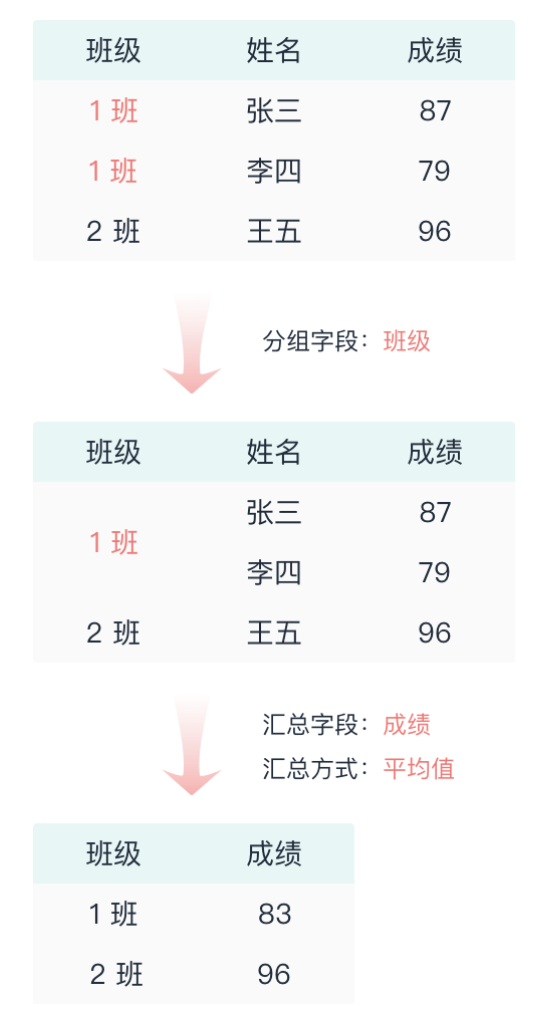 班级 姓名 成绩
1 班 张三 87
1 班 李四 79
2 班 王五 96
分组字段：班级
班级 姓名 成绩
张三 87
1 班
李四 79
2 班 王五 96
汇总字段：成绩
汇总方式：平均值
班级 成绩
1 班 83
2 班 96